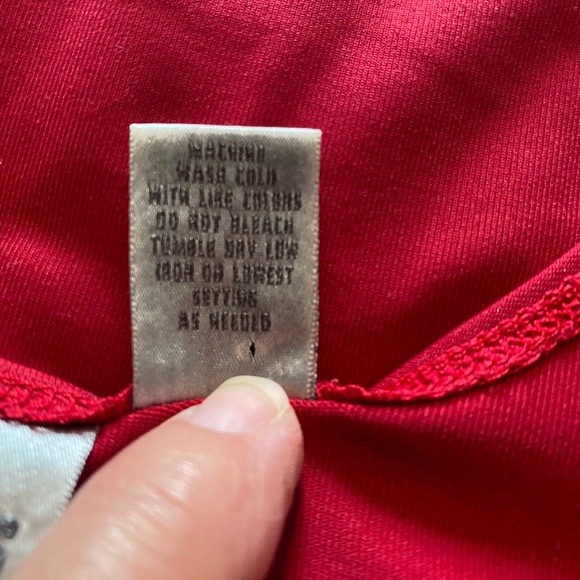 MACHINE
WASH COLD
WITH LIKE COLORS
DO NOT BLEACH
TUMBLE DRY LOW
IRON ON LOWEST
SETTING
AS NEEDED